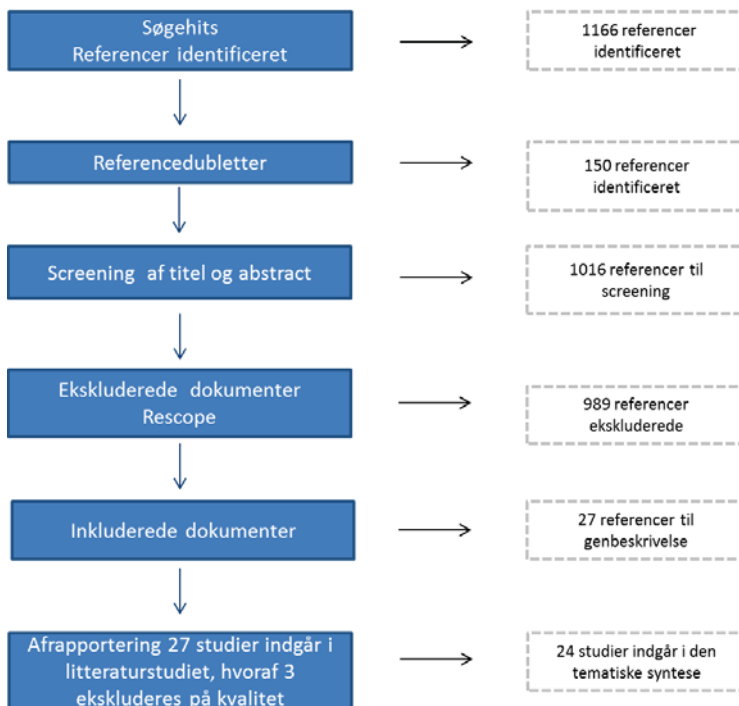 Søgehits
Referencer identificeret
1166 referencer
identificeret
Referencedubletter
150 referencer
identificeret
Screening af titel og abstract
1016 referencer til
screening
Ekskluderede dokumenter
Rescope
989 referencer
ekskluderede
Inkluderede dokumenter
27 referencer til
genbeskrivelse
Afrapportering 27 studier indgår i
litteraturstudiet, hvoraf 3
ekskluderes på kvalitet
24 studier indgår i den
tematiske syntese